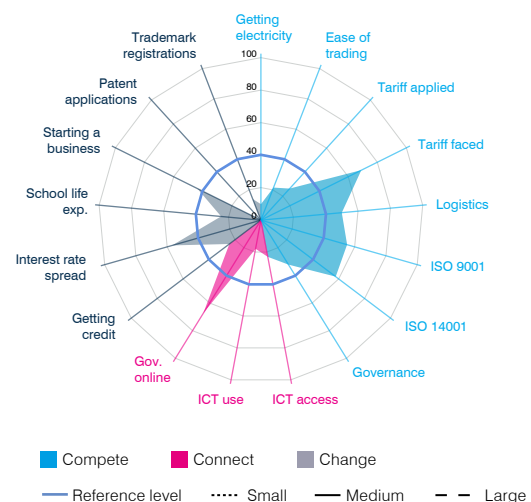 Getting
electricity
Ease of
trading
Tariff applied
Tariff faced
Logistics
ISO 9001
ISO 14001
Governance
ICT access
ICT use
Gov.
online
Getting
credit
Interest rate
spread
School life
exp.
Starting a
business
Patent
applications
Trademark
registrations
100
80
60
40
20
0
Compete
Connect
Change
Reference level
Small
Medium
Large